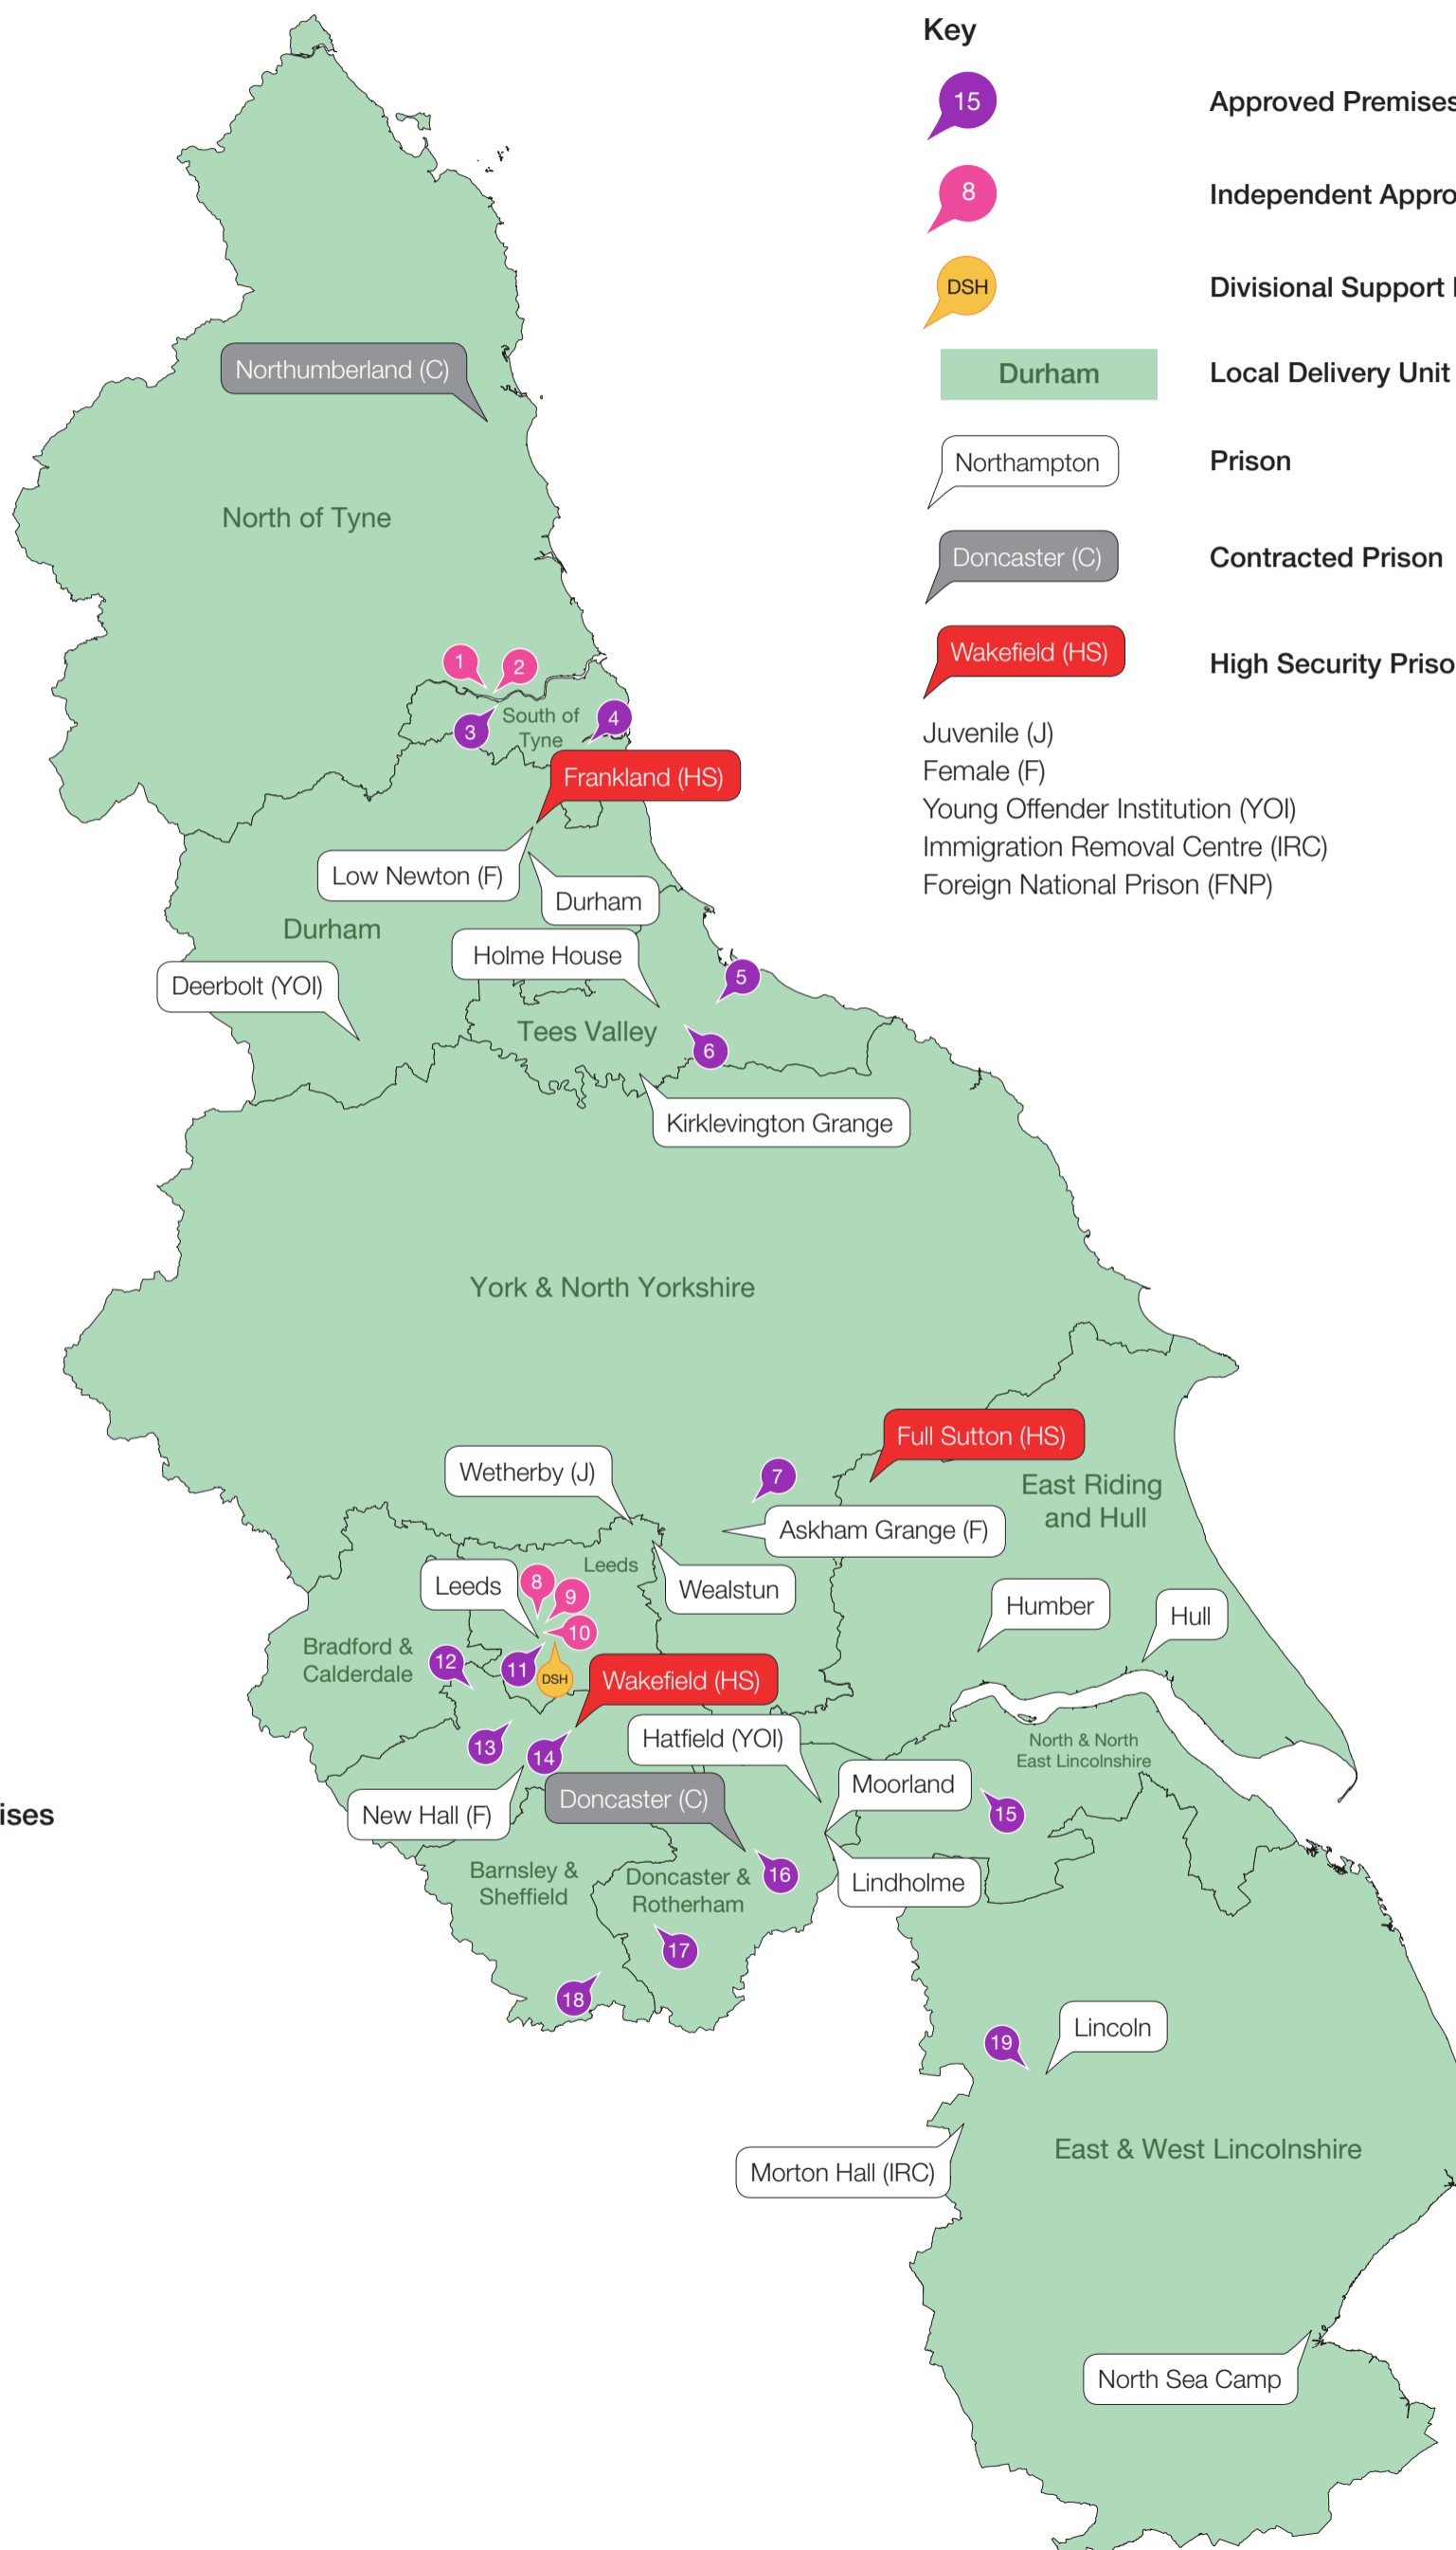 Key
15
Approved Premises
8
Independent Appro
DSH
Divisional Support
Durham
Local Delivery Unit
Northampton
Prison
Doncaster (C)
Contracted Prison
Wakefield (HS)
High Security Priso
Juvenile (J)
Female (F)
Young Offender Institution (YOI)
Immigration Removal Centre (IRC)
Foreign National Prison (FNP)
Northumberland (C)
North of Tyne
1
2
3
South of
Tyne
4
Frankland (HS)
Low Newton (F)
Durham
Durham
Holme House
Deerbolt (YOI)
5
Tees Valley
6
Kirklevington Grange
York & North Yorkshire
Full Sutton (HS)
Wetherby (J)
7
East Riding
and Hull
Askham Grange (F)
Leeds
Leeds
8
9
Wealstun
Humber
Hull
10
Bradford &
Calderdale
12
11
DSH
Wakefield (HS)
13
14
Hatfield (YOI)
North & North
East Lincolnshire
Moorland
15
Doncaster (C)
New Hall (F)
ises
Barnsley &
Sheffield
Doncaster &
Rotherham
16
Lindholme
17
18
19
Lincoln
East & West Lincolnshire
Morton Hall (IRC)
North Sea Camp